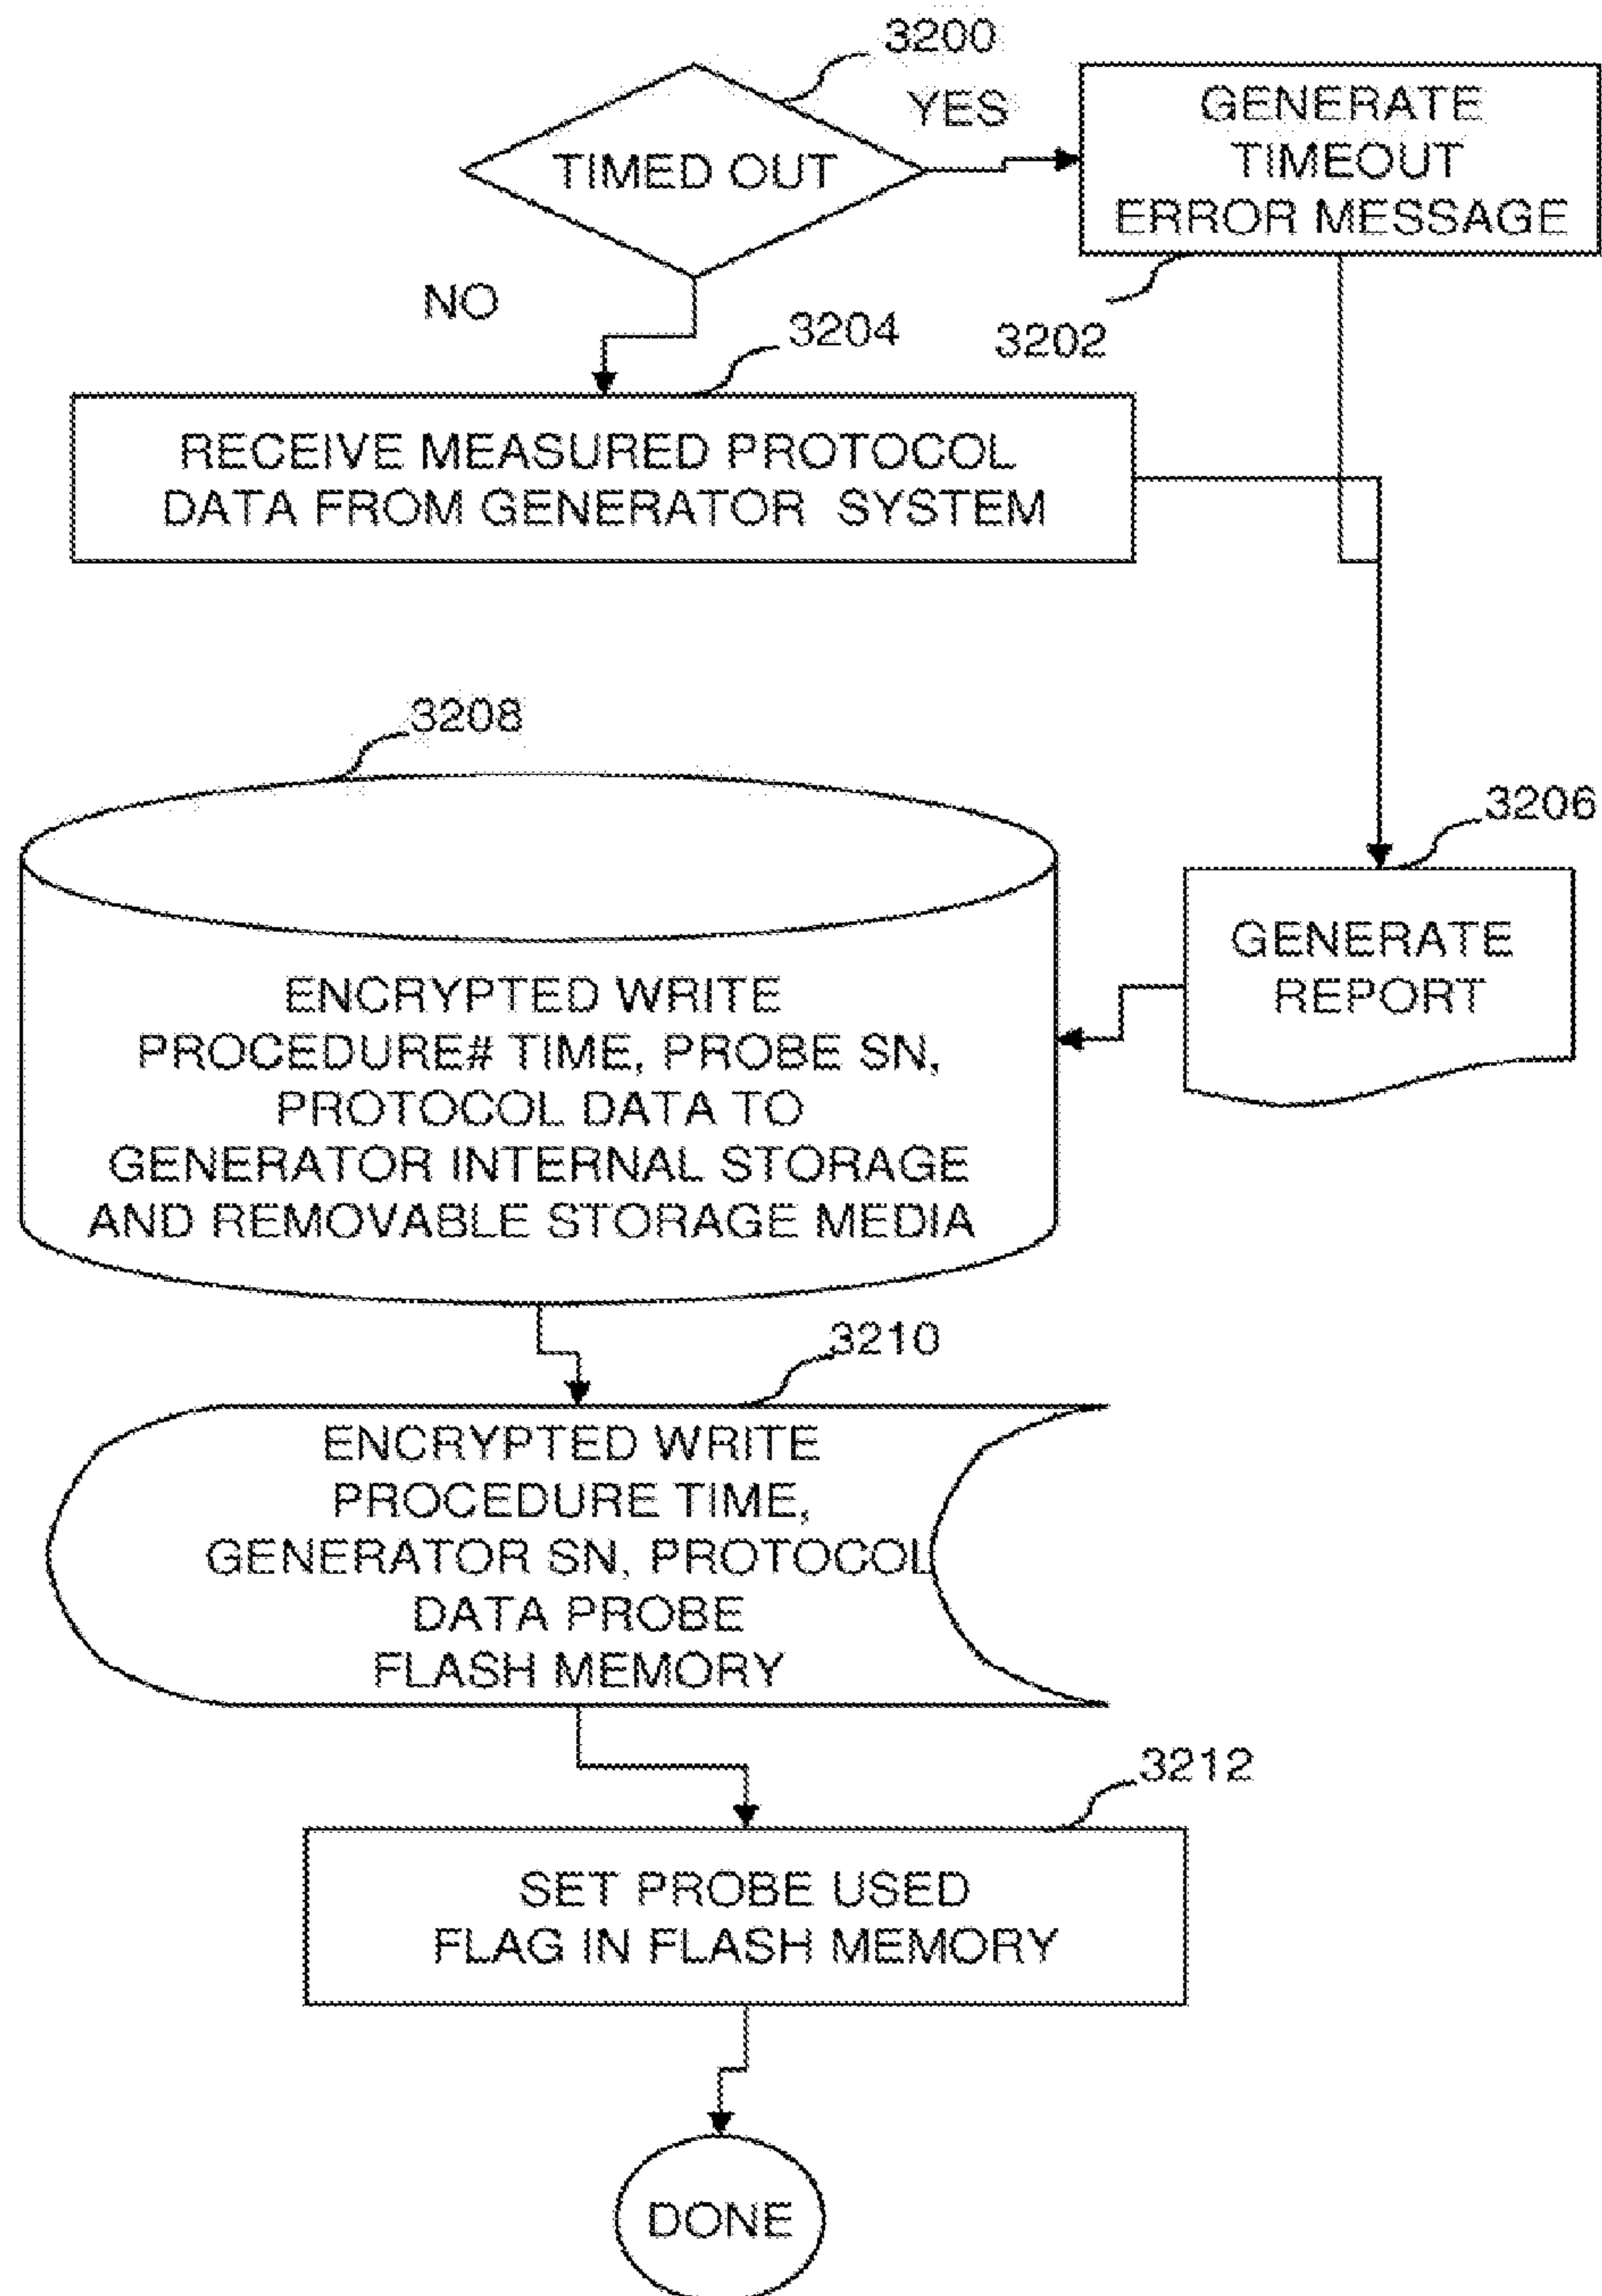 3200
YES
TIMED OUT
GENERATE
TIMEOUT
ERROR MESSAGE
NO
3204
3202
RECEIVE MEASURED PROTOCOL
DATA FROM GENERATOR SYSTEM
3208
3206
GENERATE
REPORT
ENCRYPTED WRITE
PROCEDURE# TIME, PROBE SN,
PROTOCOL DATA TO
GENERATOR INTERNAL STORAGE
AND REMOVABLE STORAGE MEDIA
3210
ENCRYPTED WRITE
PROCEDURE TIME,
GENERATOR SN, PROTOCOL
DATA PROBE
FLASH MEMORY
3212
SET PROBE USED
FLAG IN FLASH MEMORY
DONE